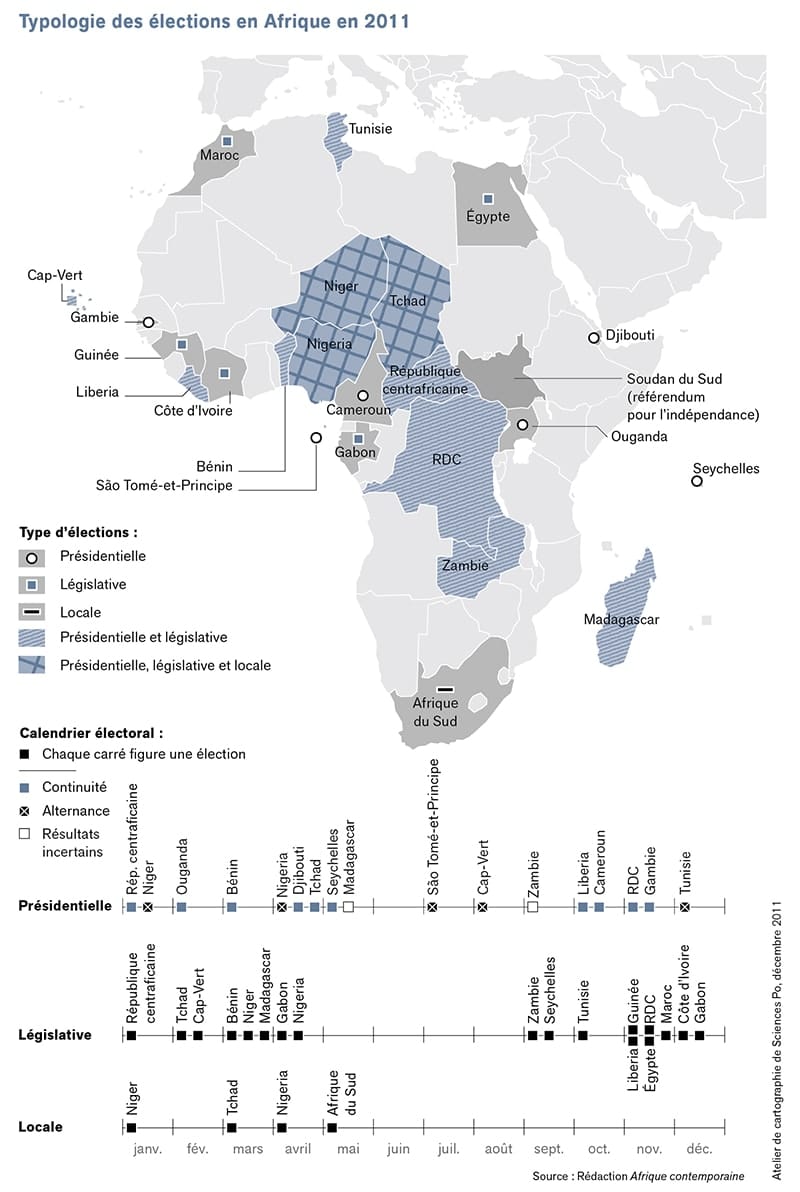 Typologie des élections en Afrique en 2011
Tunisie
Maroc
Égypte
Cap-Vert
Niger
Tchad
Gambie
Djibouti
Nigeria
Guinée
République
centrafricaine
Soudan du Sud
(référendum
pour l'indépendance)
Liberia
Côte d'Ivoire
Cameroun
Ouganda
Gabon
Bénin
RDC
São Tomé-et-Principe
Seychelles
Type d'élections :
Présidentielle
Législative
Locale
Présidentielle et législative
Présidentielle, législative et locale
Zambie
Madagascar
Afrique
du Sud
Calendrier électoral :
Chaque carré figure une élection
Continuité
Alternance
Résultats
incertains
Présidentielle
Rép. centraficaine
Niger
Ouganda
Bénin
Nigeria
Djibouti
Tchad
Seychelles
Madagascar
São Tomé-et-Principe
Cap-Vert
Zambie
Liberia
Cameroun
RDC
Gambie
Tunisie
Législative
République
centraficaine
Tchad
Cap-Vert
Bénin
Niger
Madagascar
Gabon
Nigeria
Zambie
Seychelles
Tunisie
Guinée
Liberia
RDC
Égypte
Maroc
Côte d'Ivoire
Gabon
Locale
Niger
Tchad
Nigeria
Afrique
du Sud
janv. fév. mars avril mai juin juil. août sept. oct. nov. déc.
Source : Rédaction Afrique contemporaine
Atelier de cartographie de Sciences Po, décembre 2011